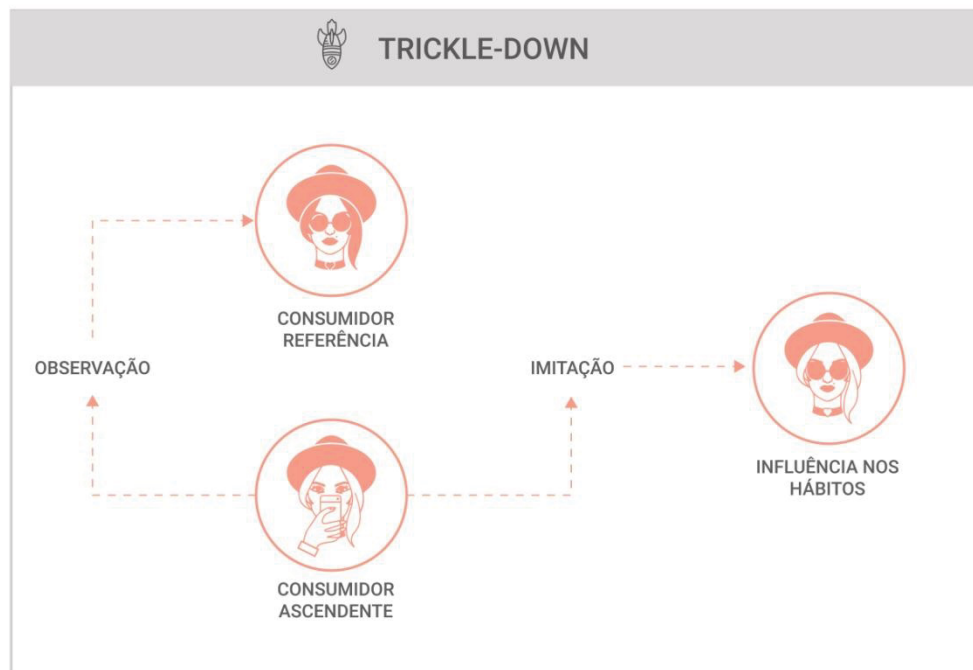 TRICKLE-DOWN
CONSUMIDOR
REFERÊNCIA
OBSERVAÇÃO
IMITAÇÃO
INFLUÊNCIA NOS
HÁBITOS
CONSUMIDOR
ASCENDENTE